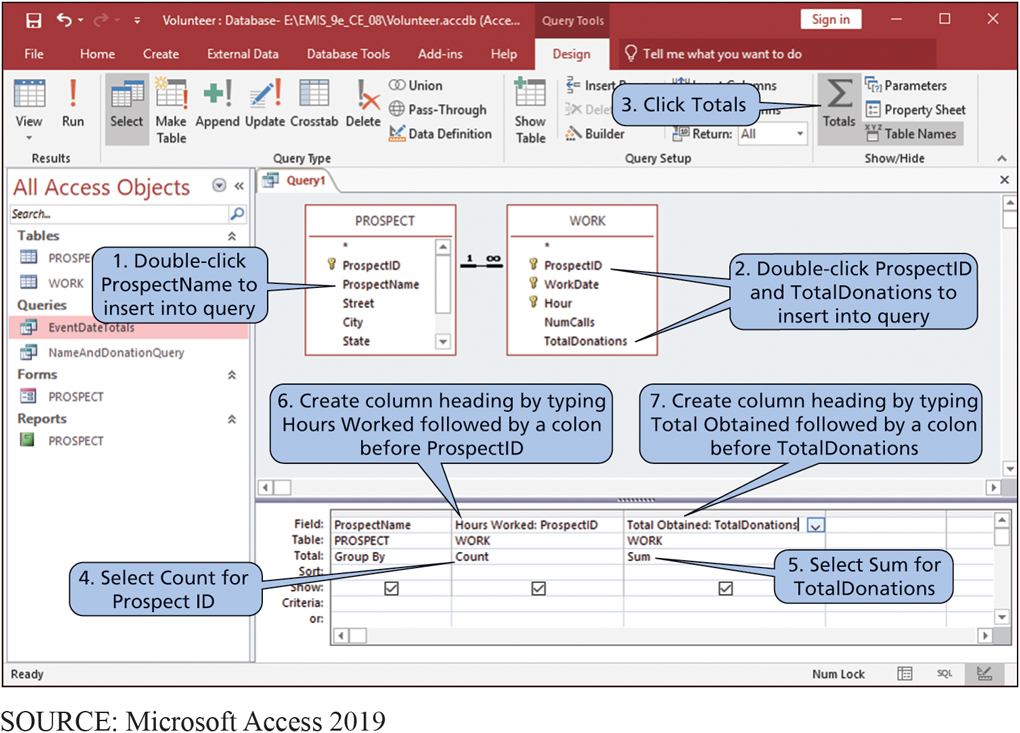 Volunteer : Database- E:\EMIS_9e_CE_08\Volunteer.accdb (Acce...
Query Tools
Sign in
File Home Create External Data Database Tools Add-ins Help Design Tell me what you want to do
View
Run
Select
Make Table
Append
Update
Crosstab
Delete
Union
Pass-Through
Data Definition
Show Table
Insert
Builder
Columns
Return: All
3. Click Totals
Totals
Parameters
Property Sheet
XYZ
Table Names
Results
Query Type
Query Setup
Show/Hide
All Access Objects
Search...
Tables
WORK
Queries
EventDateTotals
NameAndDonationQuery
Forms
PROSPECT
Reports
PROSPECT
Query1
PROSPECT
*
ProspectID
ProspectName
Street
City
State
1 ∞
WORK
*
ProspectID
WorkDate
Hour
NumCalls
TotalDonations
1. Double-click
ProspectName to
insert into query
2. Double-click ProspectID
and TotalDonations to
insert into query
6. Create column heading by typing
Hours Worked followed by a colon
before ProspectID
7. Create column heading by typing
Total Obtained followed by a colon
before TotalDonations
Field: ProspectName Hours Worked: ProspectID Total Obtained: TotalDonations
Table: PROSPECT WORK WORK
Total: Group By Count Sum
Sort:
Show:
Criteria:
or:
4. Select Count for
Prospect ID
5. Select Sum for
TotalDonations
Ready
Num Lock
SQL
SOURCE: Microsoft Access 2019